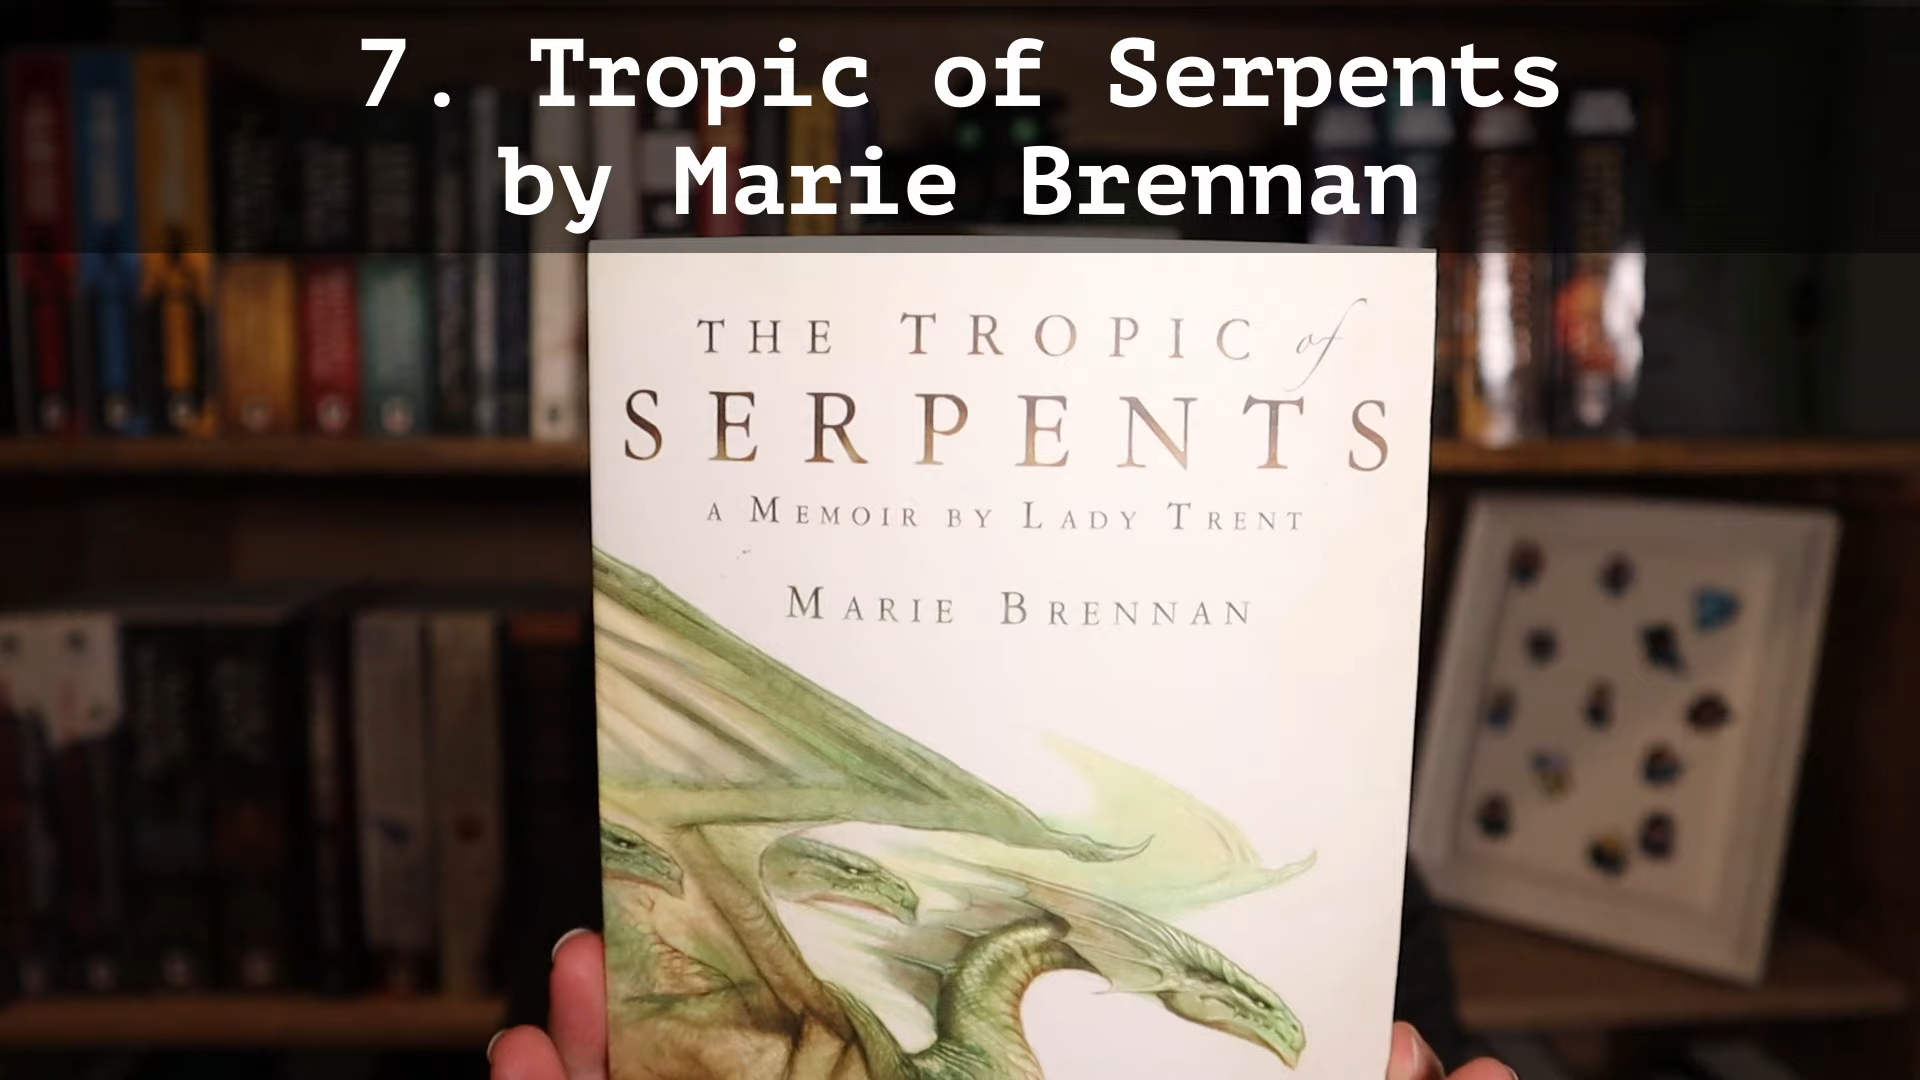 7. Tropic of Serpents
by Marie Brennan
THE TROPIC of
SERPENTS
A MEMOIR BY LADY TRENT
MARIE BRENNAN